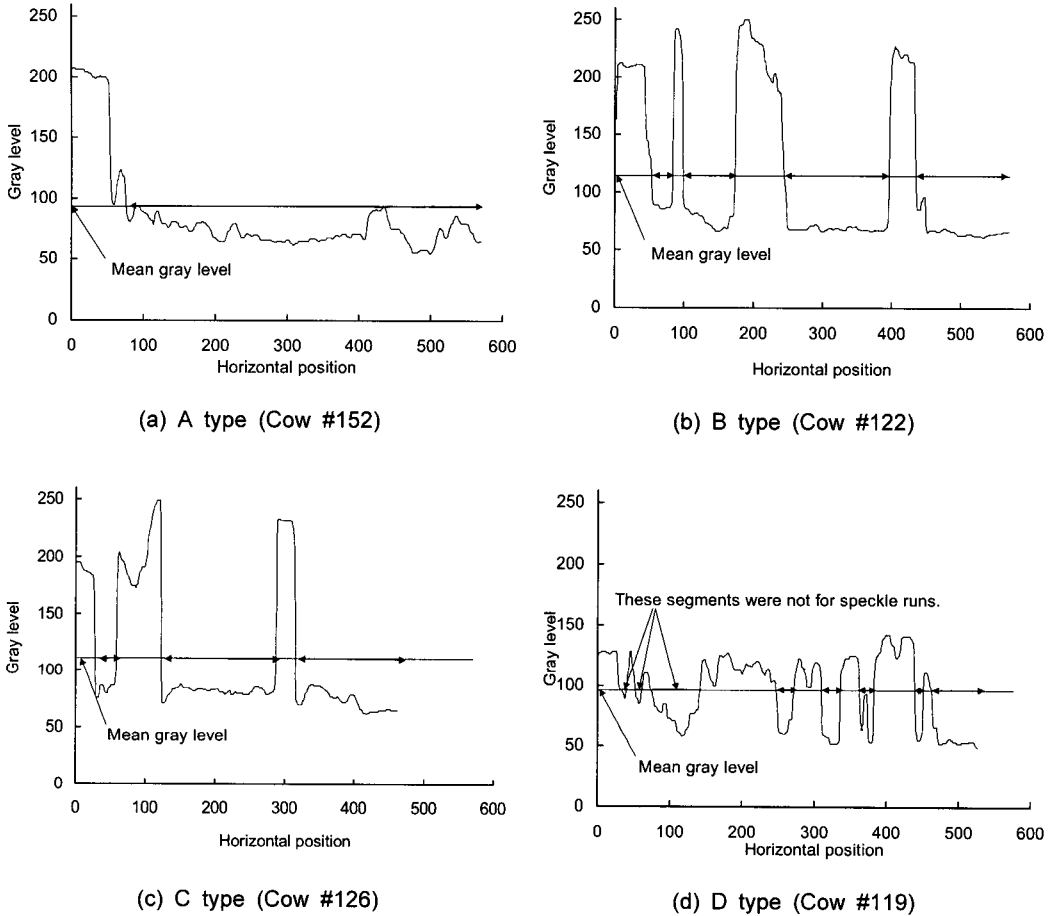 250
200
150
100
50
0
Gray level
Mean gray level
0 100 200 300 400 500 600
Horizontal position
(a) A type (Cow #152)
250
200
150
100
50
0
Gray level
Mean gray level
0 100 200 300 400 500 600
Horizontal position
(b) B type (Cow #122)
250
200
150
100
50
0
Gray level
Mean gray level
0 100 200 300 400 500 600
Horizontal position
(c) C type (Cow #126)
250
200
150
100
50
0
Gray level
These segments were not for speckle runs.
Mean gray level
0 100 200 300 400 500 600
Horizontal position
(d) D type (Cow #119)